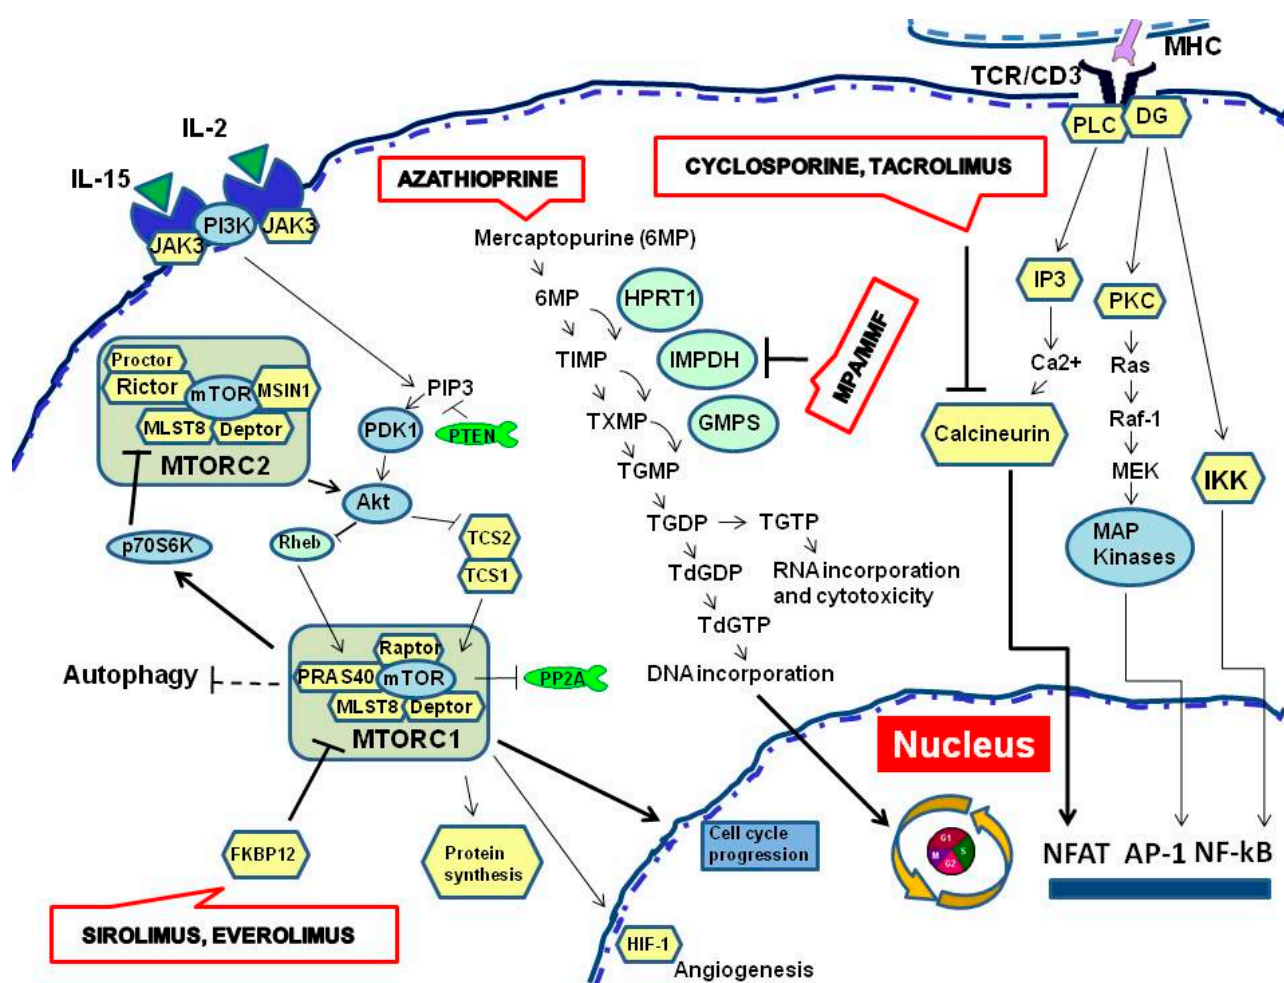 MHC
TCR/CD3
PLC
DG
IL-2
IL-15
PI3K
JAK3
JAK3
AZATHIOPRINE
CYCLOSPORINE, TACROLIMUS
Mercaptopurine (6MP)
6MP
HPRT1
TIMP
IMPDH
MPA/MMF
TXMP
GMPS
TGMP
TGDP
TGTP
TdGDP
RNA incorporation
and cytotoxicity
TdGTP
DNA incorporation
IP3
Ca2+
Calcineurin
PKC
Ras
Raf-1
MEK
MAP
Kinases
IKK
Proctor
Rictor
mTOR
MSIN1
MLST8
Deptor
MTORC2
PIP3
PDK1
PTEN
Akt
p70S6K
Rheb
TCS2
TCS1
Autophagy
Raptor
PRAS40
mTOR
MLST8
Deptor
MTORC1
PP2A
FKBP12
SIROLIMUS, EVEROLIMUS
Protein
synthesis
Cell cycle
progression
HIF-1
Angiogenesis
Nucleus
G1
S
M
G2
NFAT
AP-1
NF-kB